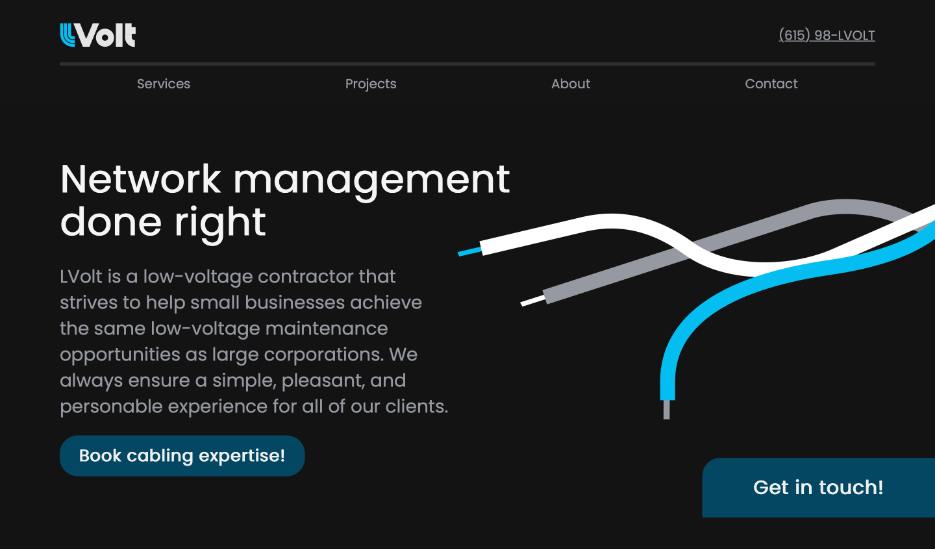 LVolt
(615) 98-LVOLT
Services
Projects
About
Contact
Network management
done right
LVolt is a low-voltage contractor that
strives to help small businesses achieve
the same low-voltage maintenance
opportunities as large corporations. We
always ensure a simple, pleasant, and
personable experience for all of our clients.
Book cabling expertise!
Get in touch!